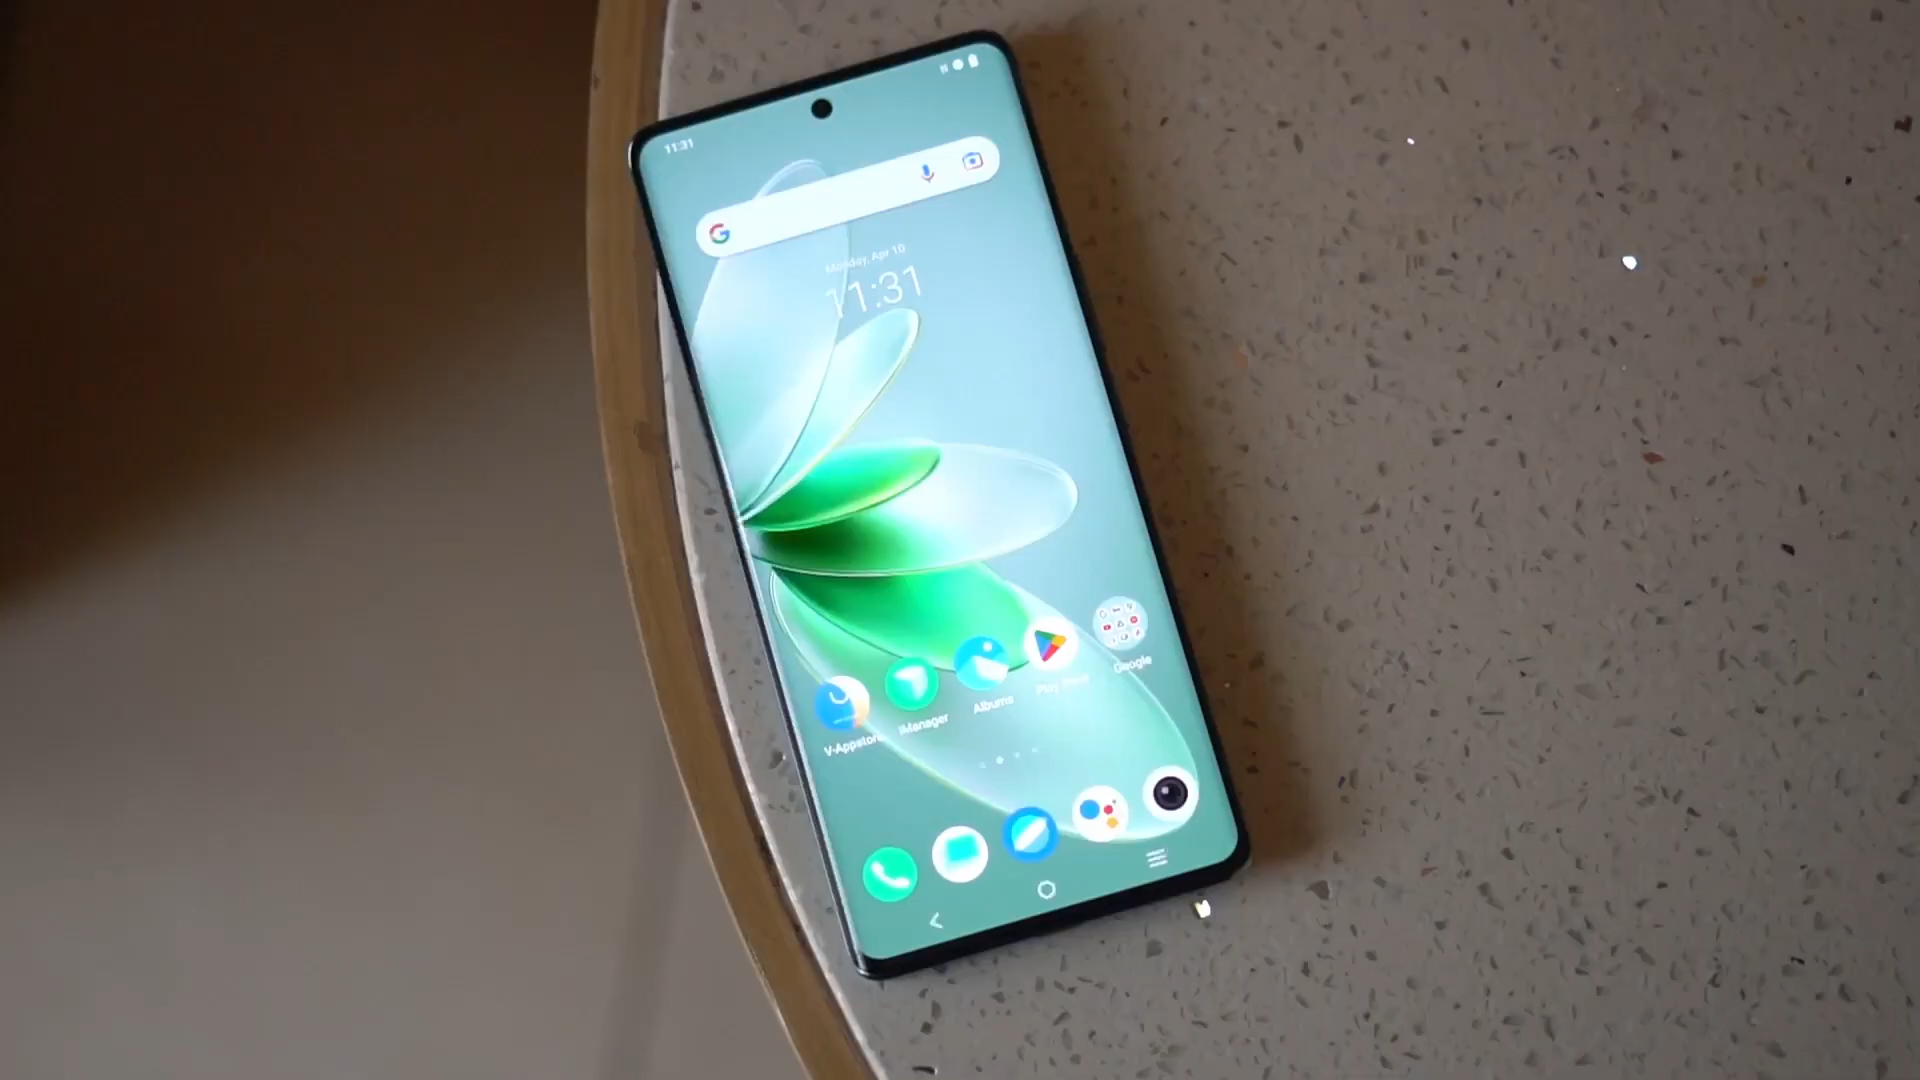 11:31
Monday, Apr 10
11:31
V-Appstore
iManager
Albums
Play Store
Google